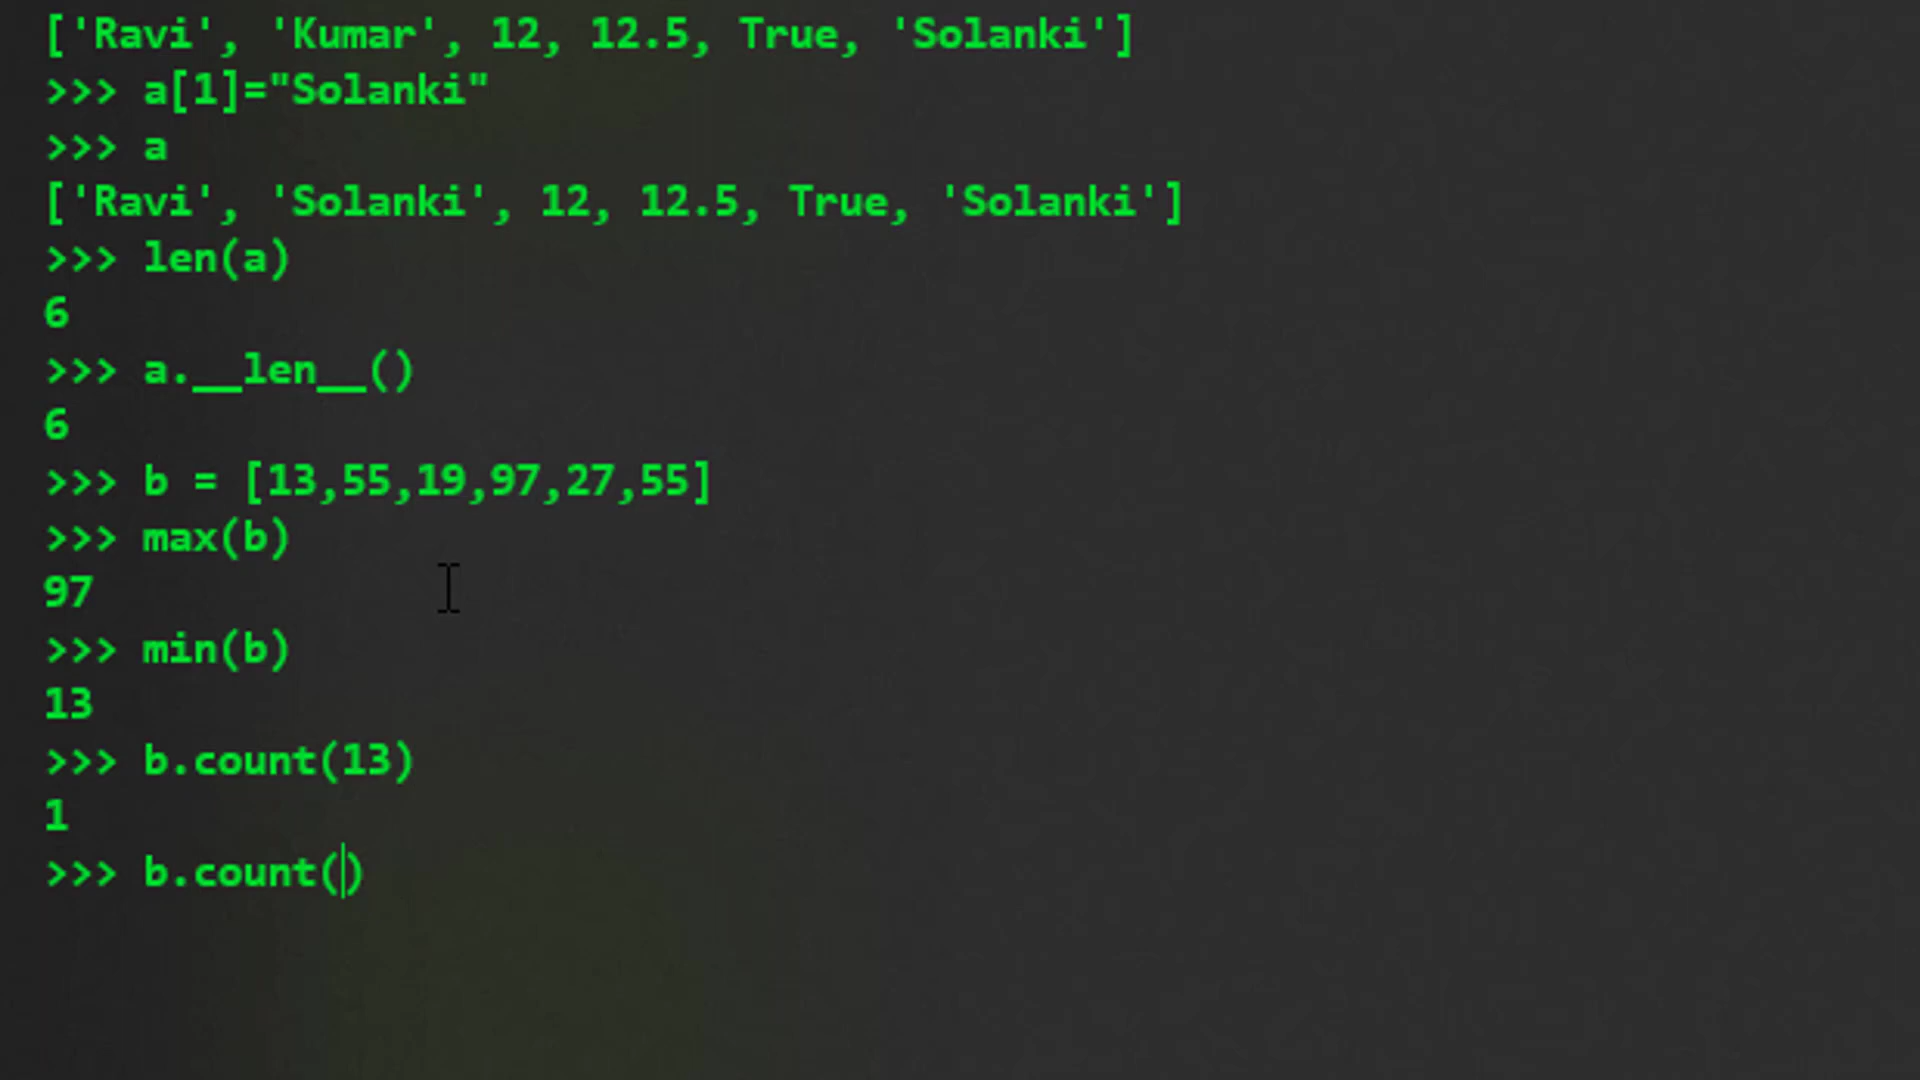 ['Ravi', 'Kumar', 12, 12.5, True, 'Solanki']
>>> a[1]="Solanki"
>>> a
['Ravi', 'Solanki', 12, 12.5, True, 'Solanki']
>>> len(a)
6
>>> a.__len__()
6
>>> b = [13,55,19,97,27,55]
>>> max(b)
97
>>> min(b)
13
>>> b.count(13)
1
>>> b.count()